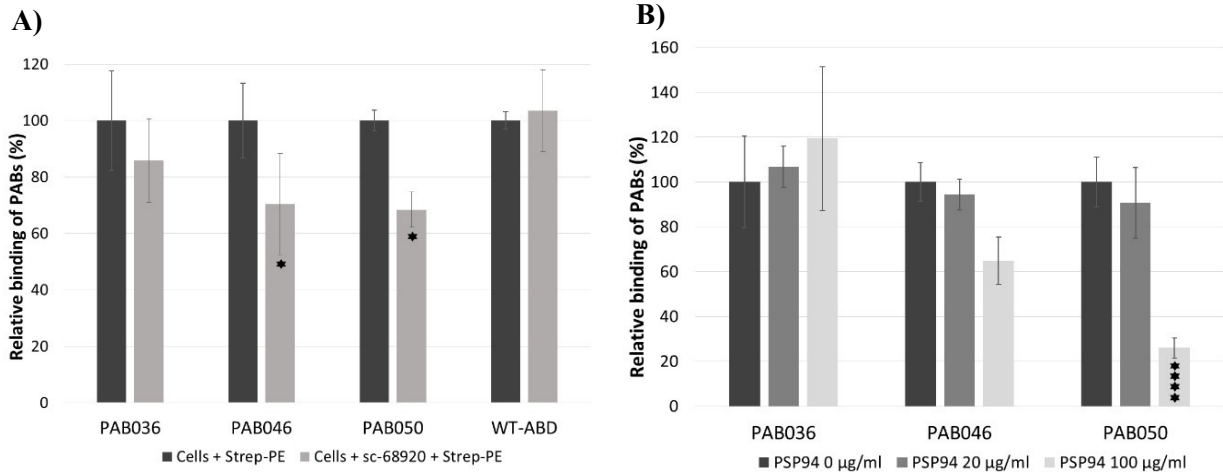 A)
Relative binding of PABs (%)
120
100
80
60
40
20
0
PAB036 PAB046 PAB050 WT-ABD
Cells + Strep-PE Cells + sc-68920 + Strep-PE
B)
Relative binding of PABs (%)
160
140
120
100
80
60
40
20
0
PAB036 PAB046 PAB050
PSP94 0 µg/ml PSP94 20 µg/ml PSP94 100 µg/ml